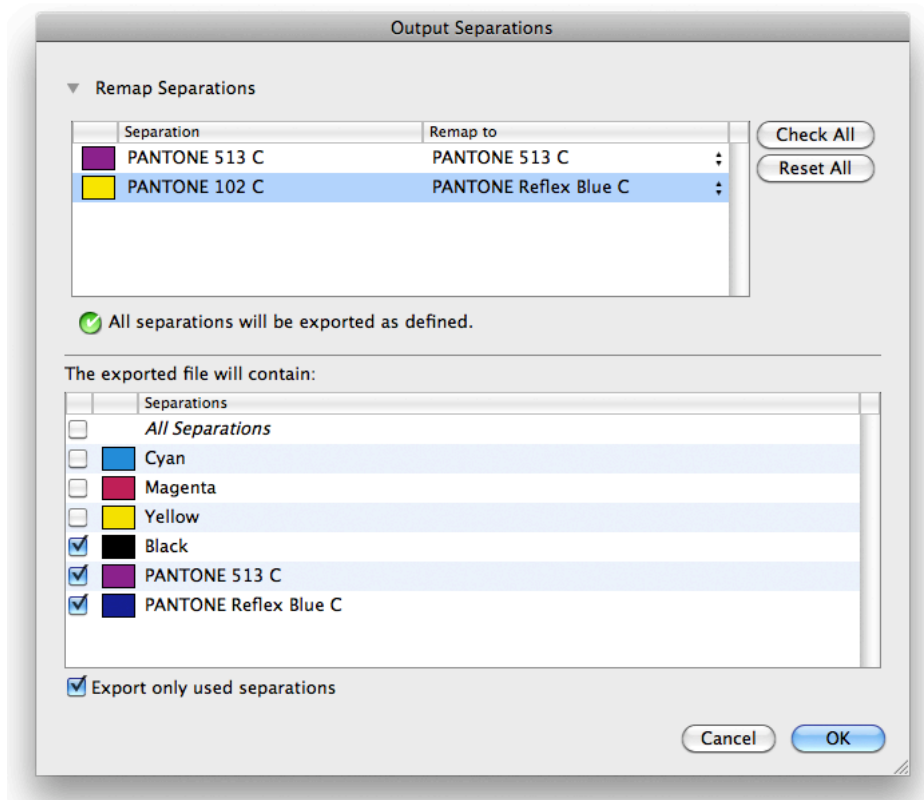 Output Separations
Remap Separations
Separation Remap to
PANTONE 513 C PANTONE 513 C
PANTONE 102 C PANTONE Reflex Blue C
Check All
Reset All
All separations will be exported as defined.
The exported file will contain:
Separations
All Separations
Cyan
Magenta
Yellow
Black
PANTONE 513 C
PANTONE Reflex Blue C
Export only used separations
Cancel OK